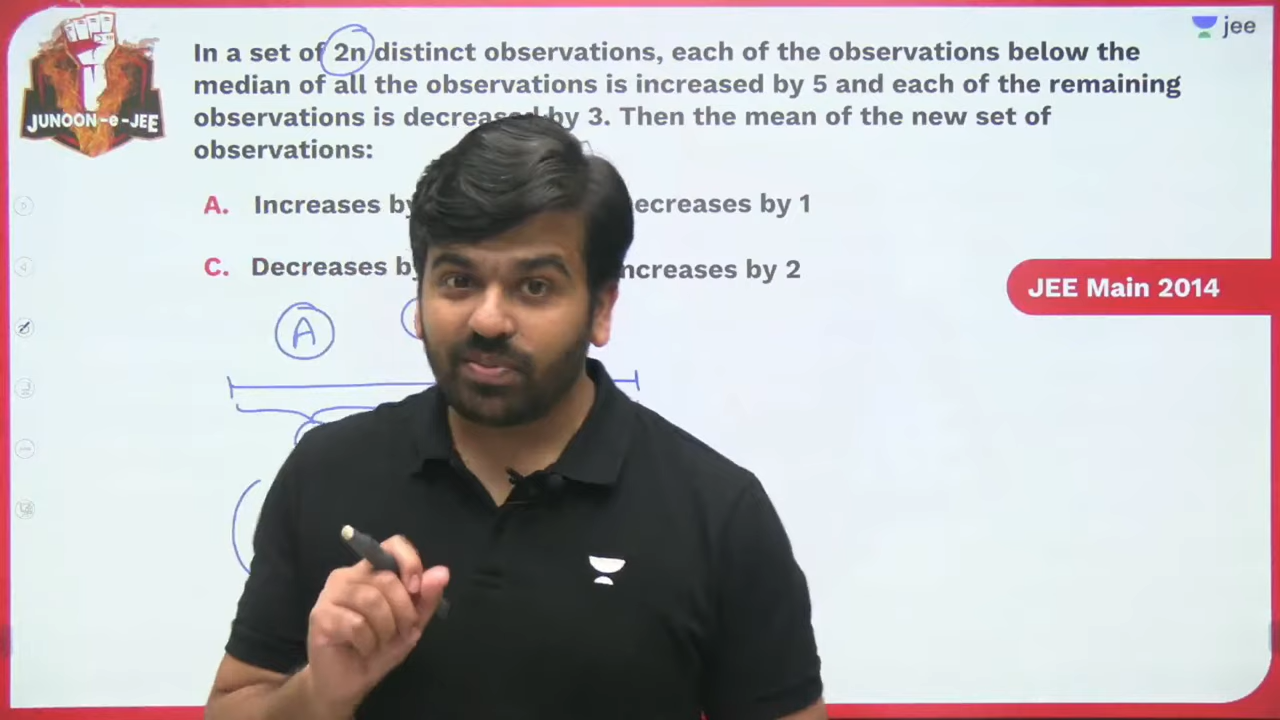 jee
In a set of 2n distinct observations, each of the observations below the
median of all the observations is increased by 5 and each of the remaining
observations is decreased by 3. Then the mean of the new set of
observations:
JUNOON-e-JEE
A. Increases by ecreases by 1
C. Decreases by ncreases by 2
JEE Main 2014
A